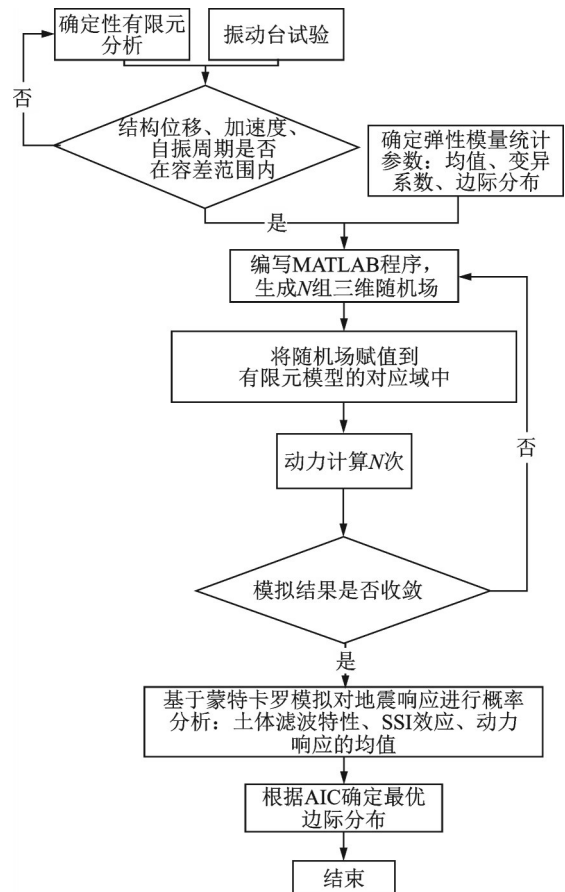 确定性有限元
分析
振动台试验
否
结构位移、加速度、
自振周期是否
在容差范围内
确定弹性模量统计
参数：均值、变异
系数、边际分布
是
编写MATLAB程序，
生成N组三维随机场
将随机场赋值到
有限元模型的对应域中
否
动力计算N次
模拟结果是否收敛
是
基于蒙特卡罗模拟对地震响应进行概率
分析：土体滤波特性、SSI效应、动力
响应的均值
根据AIC确定最优
边际分布
结束